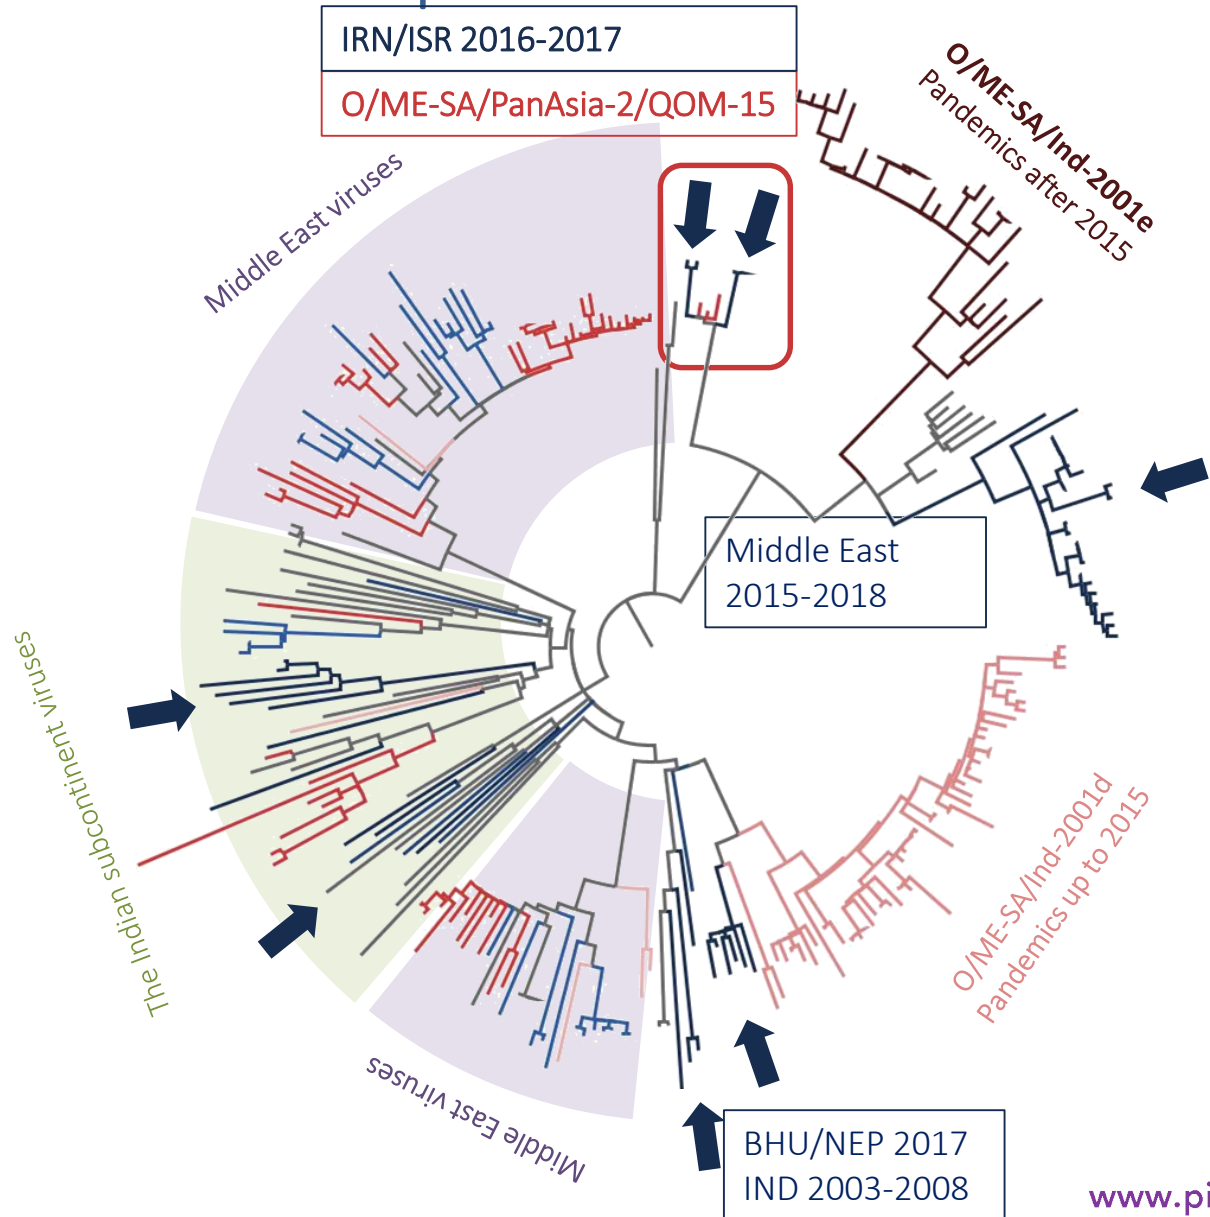 IRN/ISR 2016-2017
O/ME-SA/PanAsia-2/QOM-15
O/ME-SA/Ind-2001e
Pandemics after 2015
Middle East viruses
Middle East
2015-2018
The Indian subcontinent viruses
O/ME-SA/Ind-2001d
Pandemics up to 2015
Middle East viruses
BHU/NEP 2017
IND 2003-2008
www.pi